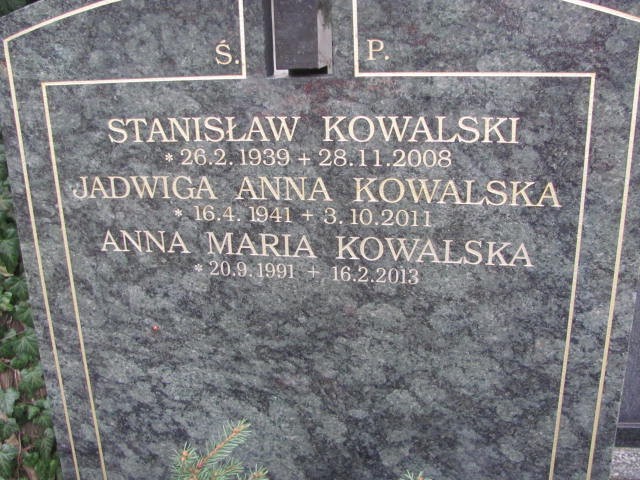 Ś. P.
STANISŁAW KOWALSKI
* 26.2.1939 + 28.11.2008
JADWIGA ANNA KOWALSKA
* 16.4.1941 + 3.10.2011
ANNA MARIA KOWALSKA
* 20.9.1991 + 16.2.2013